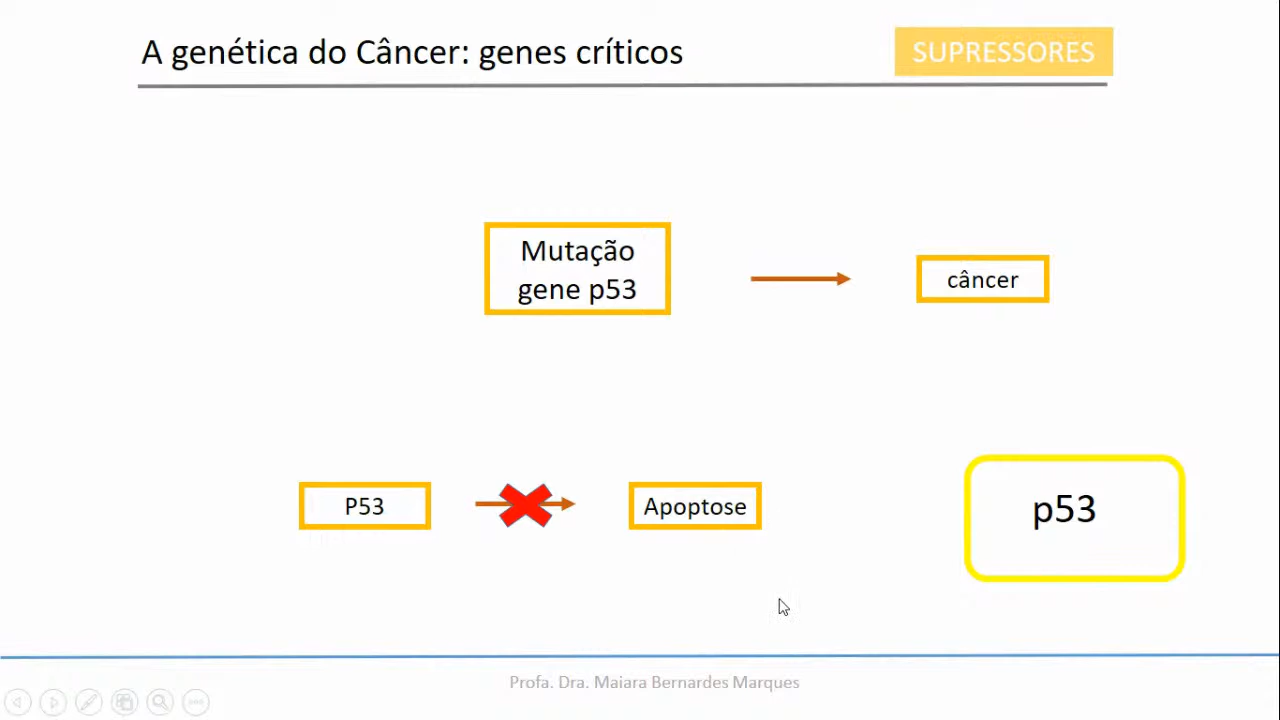 A genética do Câncer: genes críticos
SUPRESSORES
Mutação
gene p53
câncer
P53
Apoptose
p53
Profa. Dra. Maiara Bernardes Marques